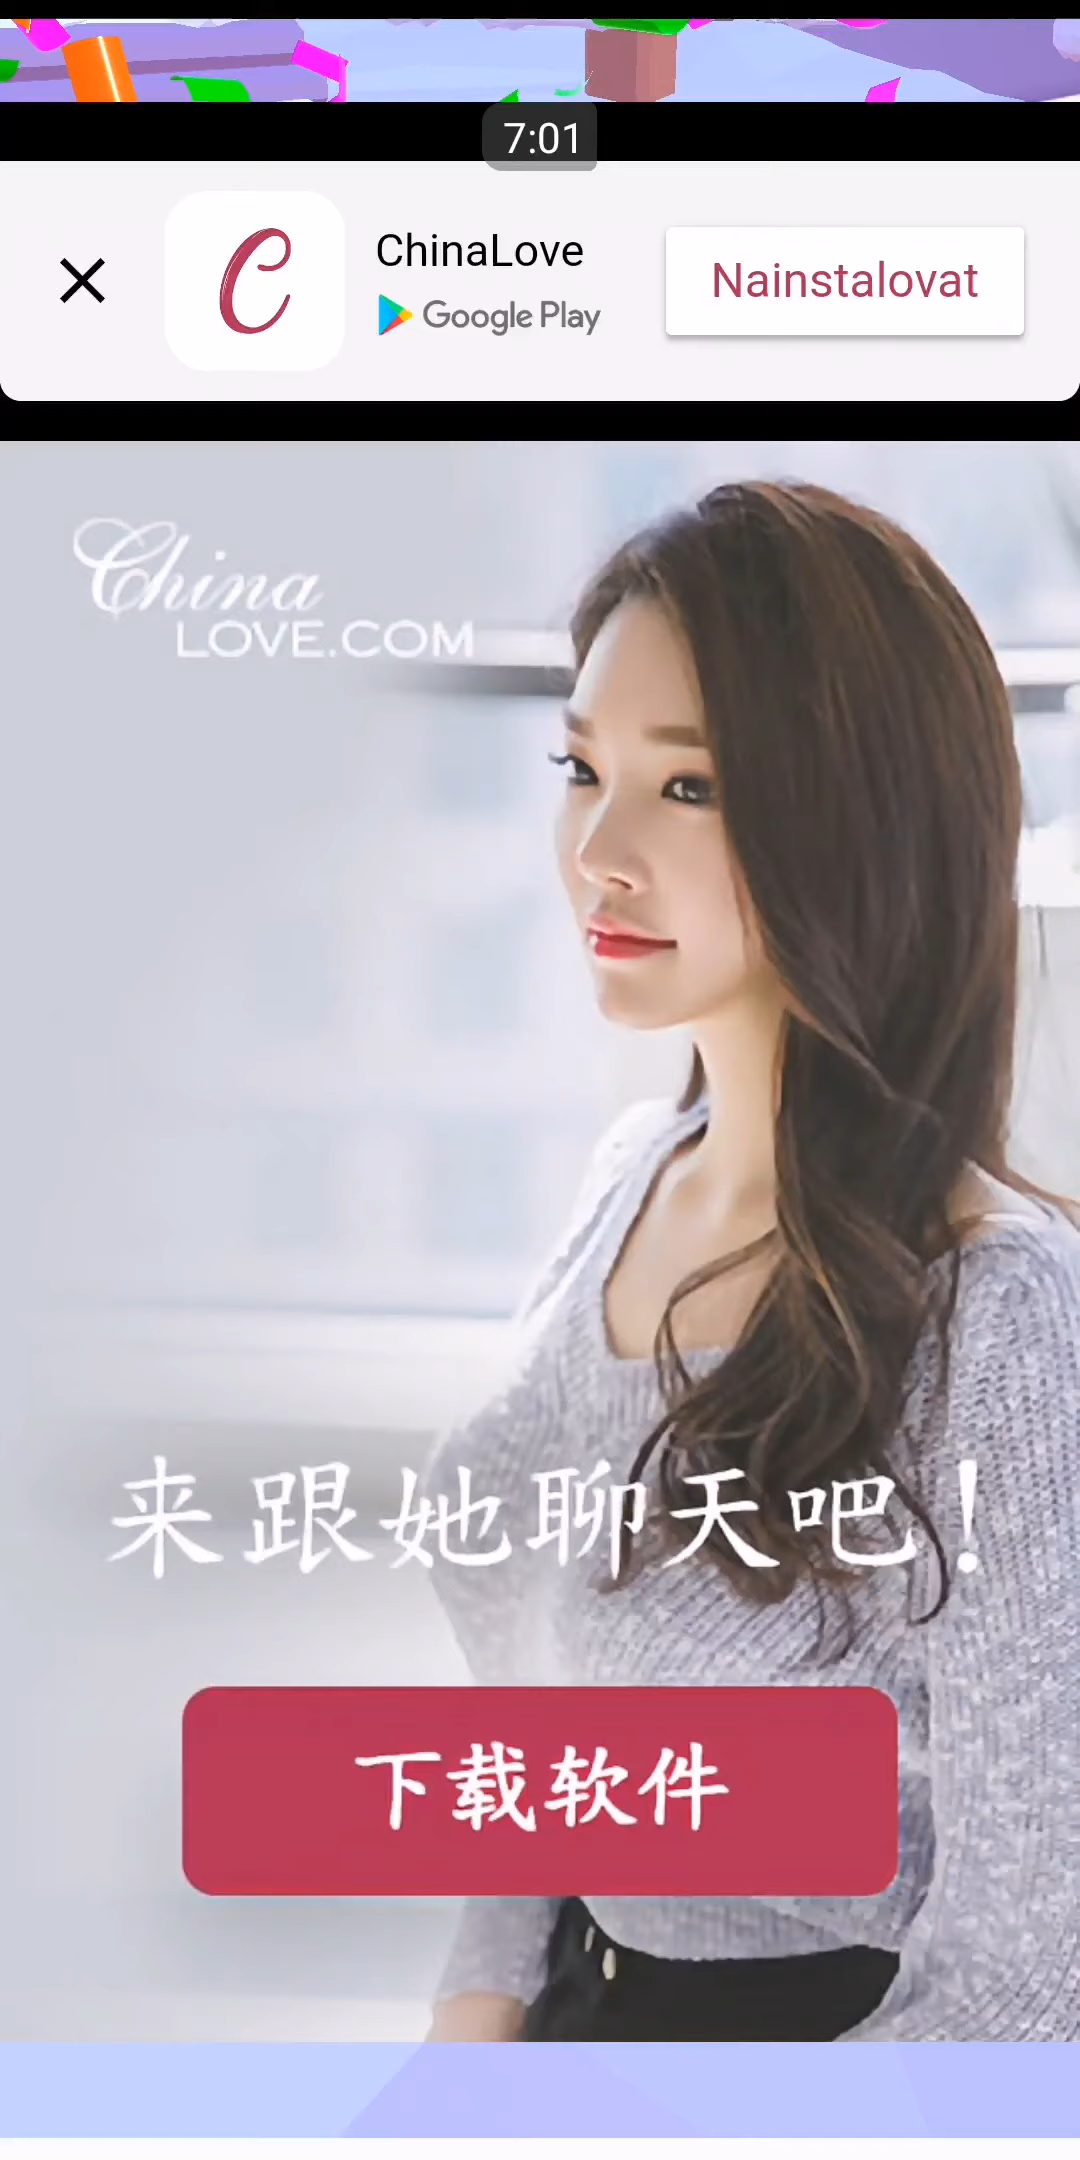 7:01
ChinaLove
Google Play
Nainstalovat
China
LOVE.COM
来跟她聊天吧！
下载软件